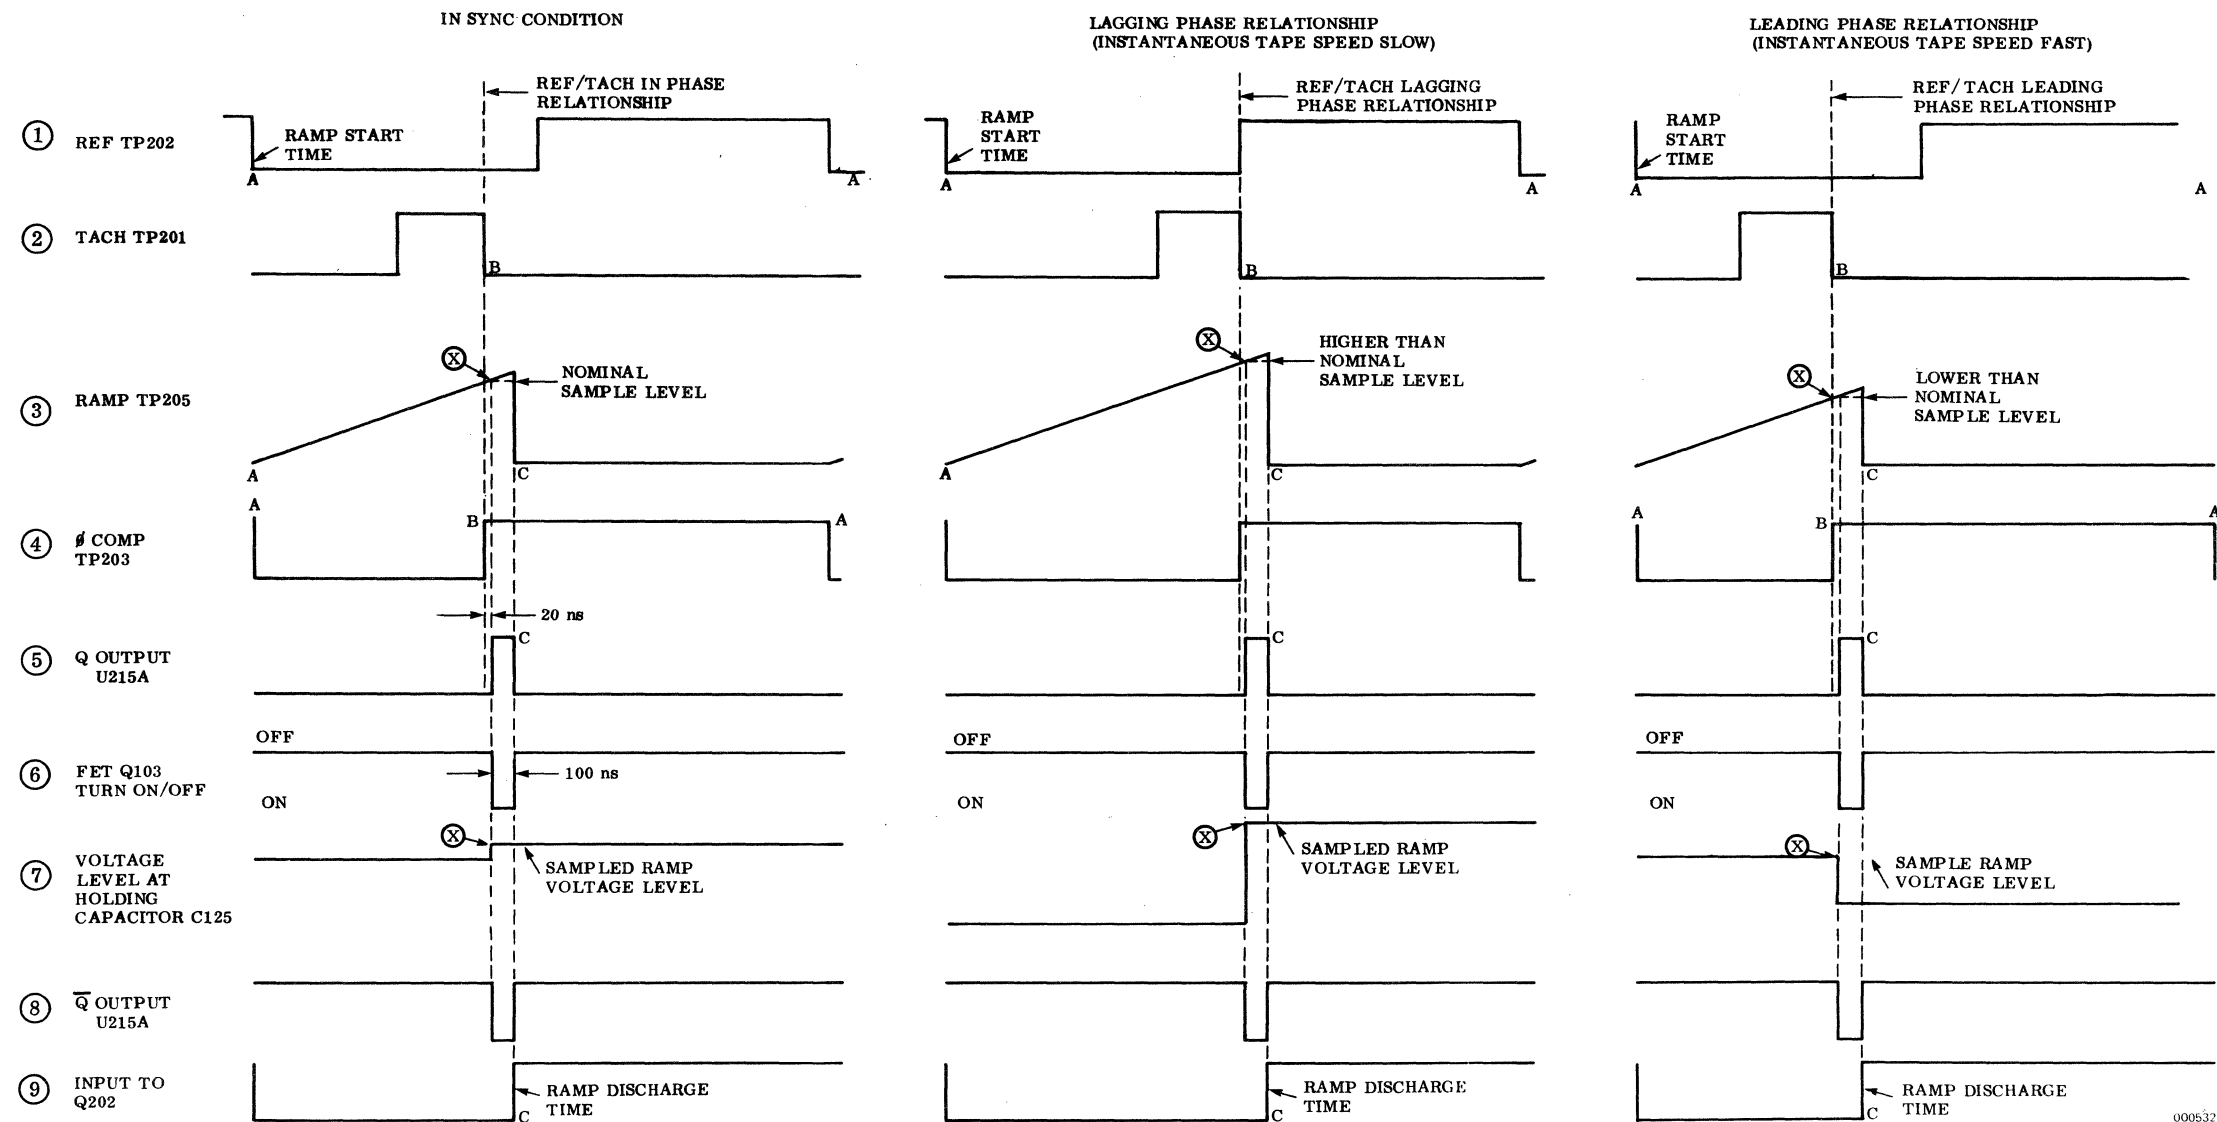 IN SYNC CONDITION
LAGGING PHASE RELATIONSHIP
(INSTANTANEOUS TAPE SPEED SLOW)
LEADING PHASE RELATIONSHIP
(INSTANTANEOUS TAPE SPEED FAST)
REF/TACH IN PHASE
RELATIONSHIP
REF/TACH LAGGING
PHASE RELATIONSHIP
REF/TACH LEADING
PHASE RELATIONSHIP
1
REF TP202
RAMP START
TIME
A
A
RAMP
START
TIME
A
A
RAMP
START
TIME
A
A
2
TACH TP201
B
B
B
3
RAMP TP205
X
NOMINAL
SAMPLE LEVEL
A
C
X
HIGHER THAN
NOMINAL
SAMPLE LEVEL
A
C
X
LOWER THAN
NOMINAL
SAMPLE LEVEL
C
4
ø COMP
TP203
A
B
A
A
B
A
20 ns
5
Q OUTPUT
U215A
C
C
C
6
FET Q103
TURN ON/OFF
OFF
ON
100 ns
OFF
ON
OFF
ON
7
VOLTAGE
LEVEL AT
HOLDING
CAPACITOR C125
X
SAMPLED RAMP
VOLTAGE LEVEL
X
SAMPLED RAMP
VOLTAGE LEVEL
X
SAMPLE RAMP
VOLTAGE LEVEL
8
Q̅ OUTPUT
U215A
9
INPUT TO
Q202
RAMP DISCHARGE
TIME
C
RAMP DISCHARGE
TIME
C
RAMP DISCHARGE
TIME
C
000532